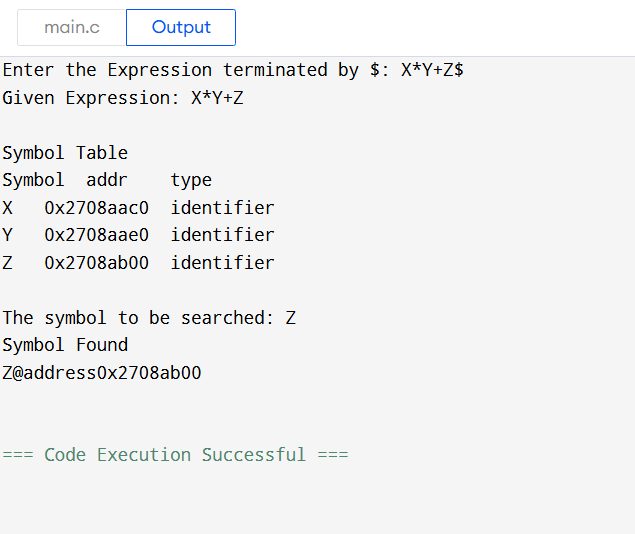 main.c Output
Enter the Expression terminated by $: X*Y+Z$
Given Expression: X*Y+Z
Symbol Table
Symbol addr type
X 0x2708aac0 identifier
Y 0x2708aae0 identifier
Z 0x2708ab00 identifier
The symbol to be searched: Z
Symbol Found
Z@address0x2708ab00
=== Code Execution Successful ===